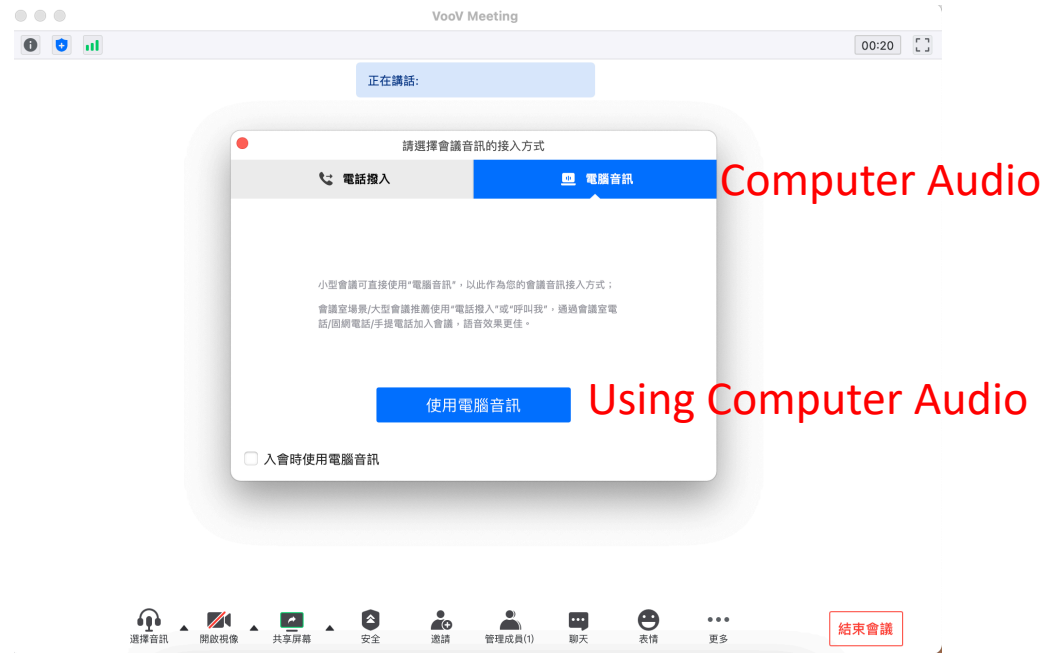 VooV Meeting
00:20
正在講話:
請選擇會議音訊的接入方式
電話撥入
電腦音訊
Computer Audio
小型會議可直接使用“電腦音訊”，以此作為您的會議音訊接入方式；
會議室場景/大型會議推薦使用“電話撥入”或“呼叫我”，通過會議室電
話/固網電話/手提電話加入會議，語音效果更佳。
使用電腦音訊
Using Computer Audio
入會時使用電腦音訊
選擇音訊
開啟視像
共享屏幕
安全
邀請
管理成員(1)
聊天
表情
更多
結束會議